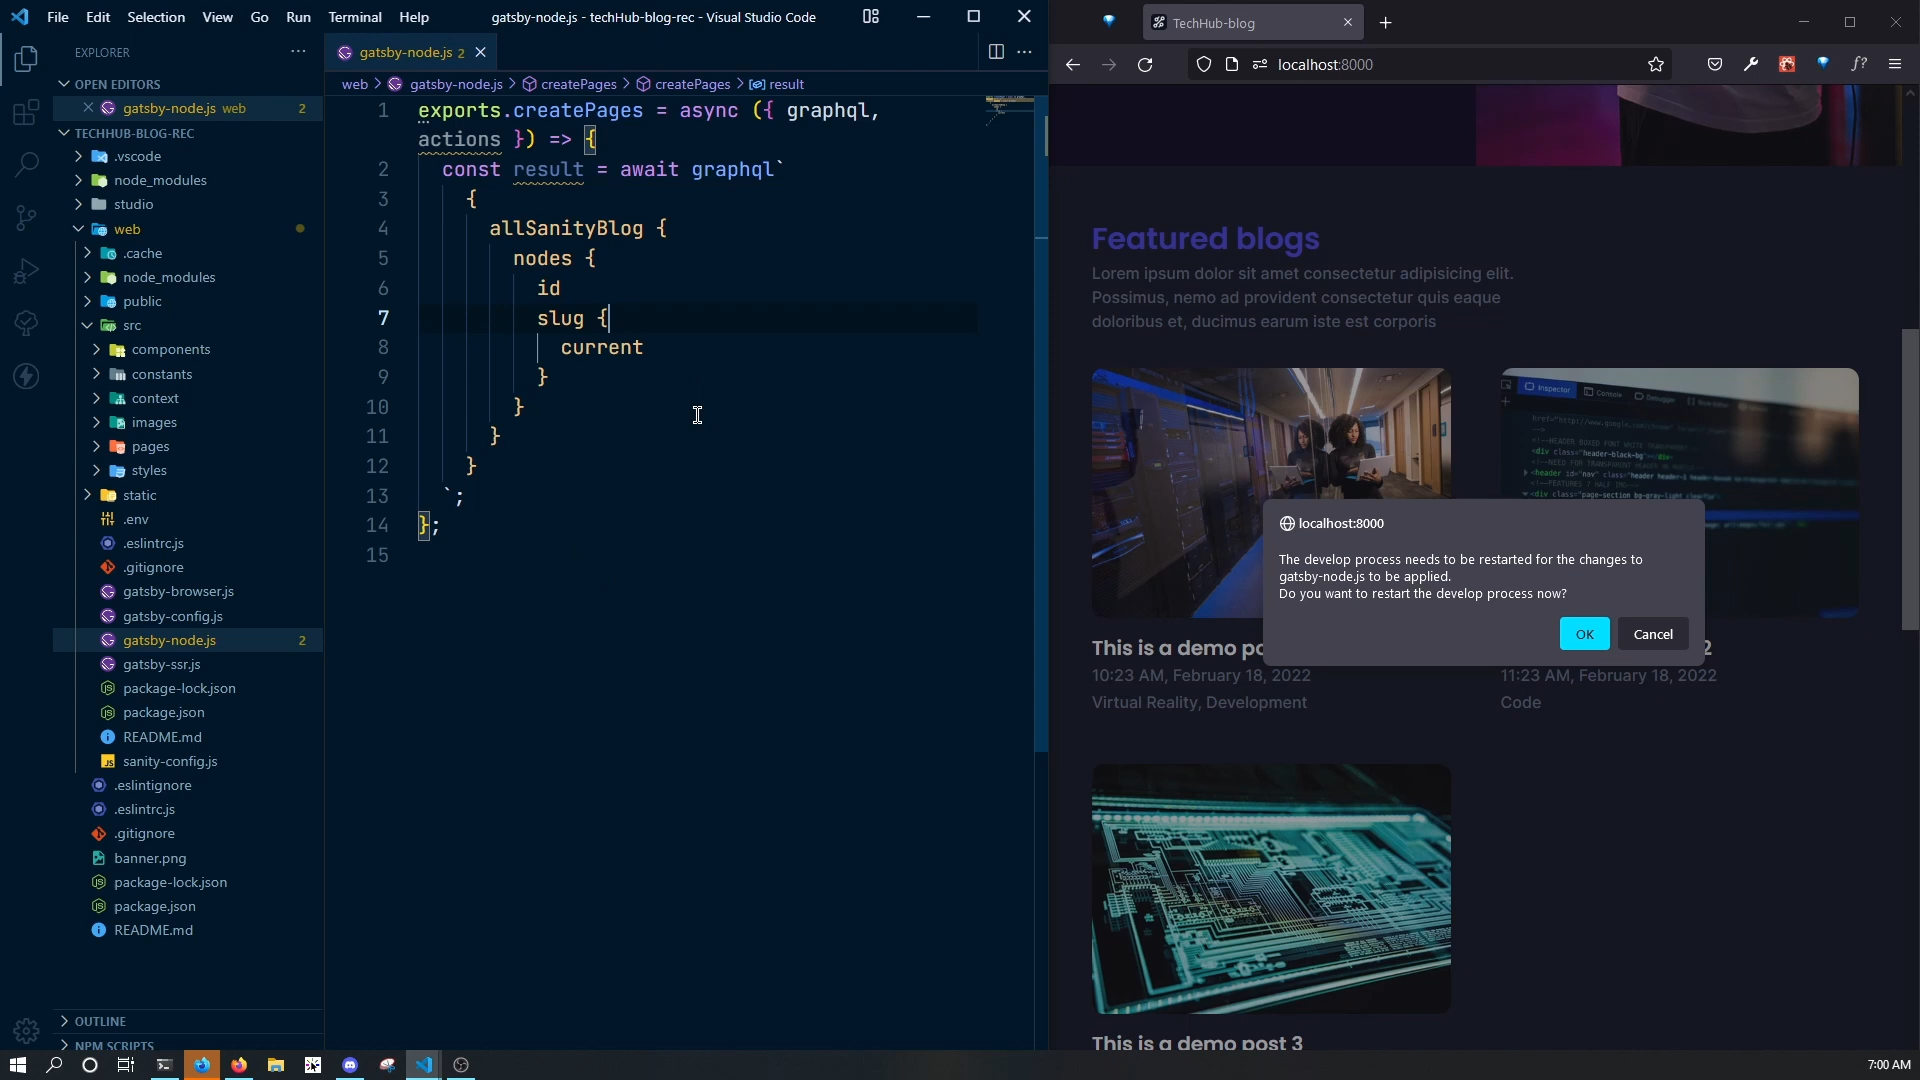 File Edit Selection View Go Run Terminal Help
gatsby-node.js - techHub-blog-rec - Visual Studio Code
EXPLORER
OPEN EDITORS
gatsby-node.js web 2
TECHHUB-BLOG-REC
.vscode
node_modules
studio
web
.cache
node_modules
public
src
components
constants
context
images
pages
styles
static
.env
.eslintrc.js
.gitignore
gatsby-browser.js
gatsby-config.js
gatsby-node.js 2
gatsby-ssr.js
package-lock.json
package.json
README.md
sanity-config.js
.eslintignore
.eslintrc.js
.gitignore
banner.png
package-lock.json
package.json
README.md
OUTLINE
NPM SCRIPTS
gatsby-node.js 2
web > gatsby-node.js > createPages > createPages > result
1 exports.createPages = async ({ graphql,
actions }) => {
2 const result = await graphql`
3 {
4 allSanityBlog {
5 nodes {
6 id
7 slug {
8 current
9 }
10 }
11 }
12 }
13 `;
14 };
15
TechHub-blog
localhost:8000
Featured blogs
Lorem ipsum dolor sit amet consectetur adipisicing elit.
Possimus, nemo ad provident consectetur quis eaque
doloribus et, ducimus earum iste est corporis
Inspector Console Debugger
<div class="header-black-bg"></div>
localhost:8000
The develop process needs to be restarted for the changes to
gatsby-node.js to be applied.
Do you want to restart the develop process now?
OK Cancel
This is a demo po
10:23 AM, February 18, 2022
Virtual Reality, Development
2
11:23 AM, February 18, 2022
Code
This is a demo post 3
7:00 AM